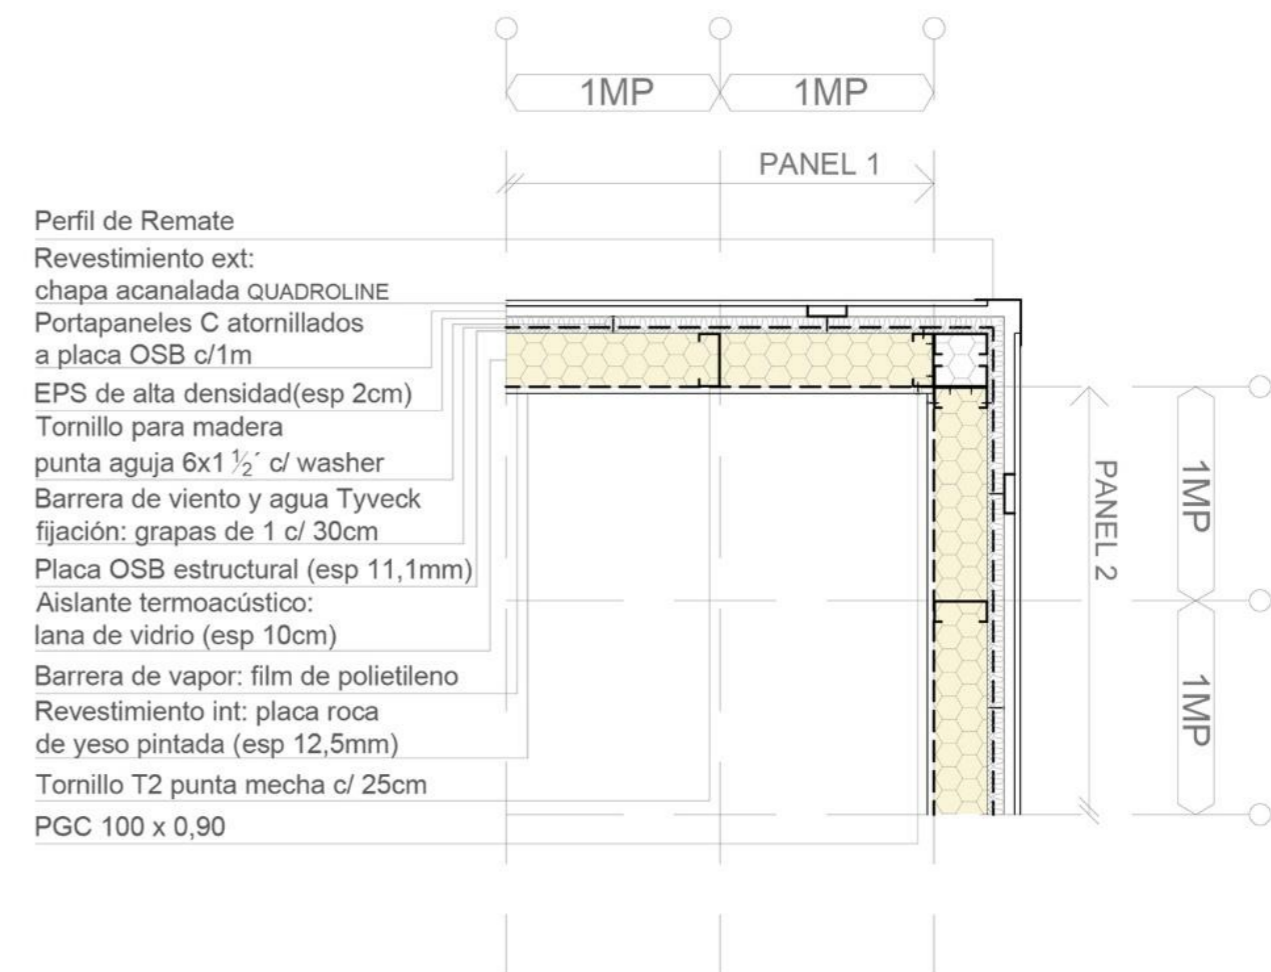 1MP 1MP
PANEL 1
Perfil de Remate
Revestimiento ext:
chapa acanalada QUADROLINE
Portapaneles C atornillados
a placa OSB c/1m
EPS de alta densidad(esp 2cm)
Tornillo para madera
punta aguja 6x1 ½´ c/ washer
Barrera de viento y agua Tyveck
fijación: grapas de 1 c/ 30cm
Placa OSB estructural (esp 11,1mm)
Aislante termoacústico:
lana de vidrio (esp 10cm)
Barrera de vapor: film de polietileno
Revestimiento int: placa roca
de yeso pintada (esp 12,5mm)
Tornillo T2 punta mecha c/ 25cm
PGC 100 x 0,90
PANEL 2
1MP
1MP